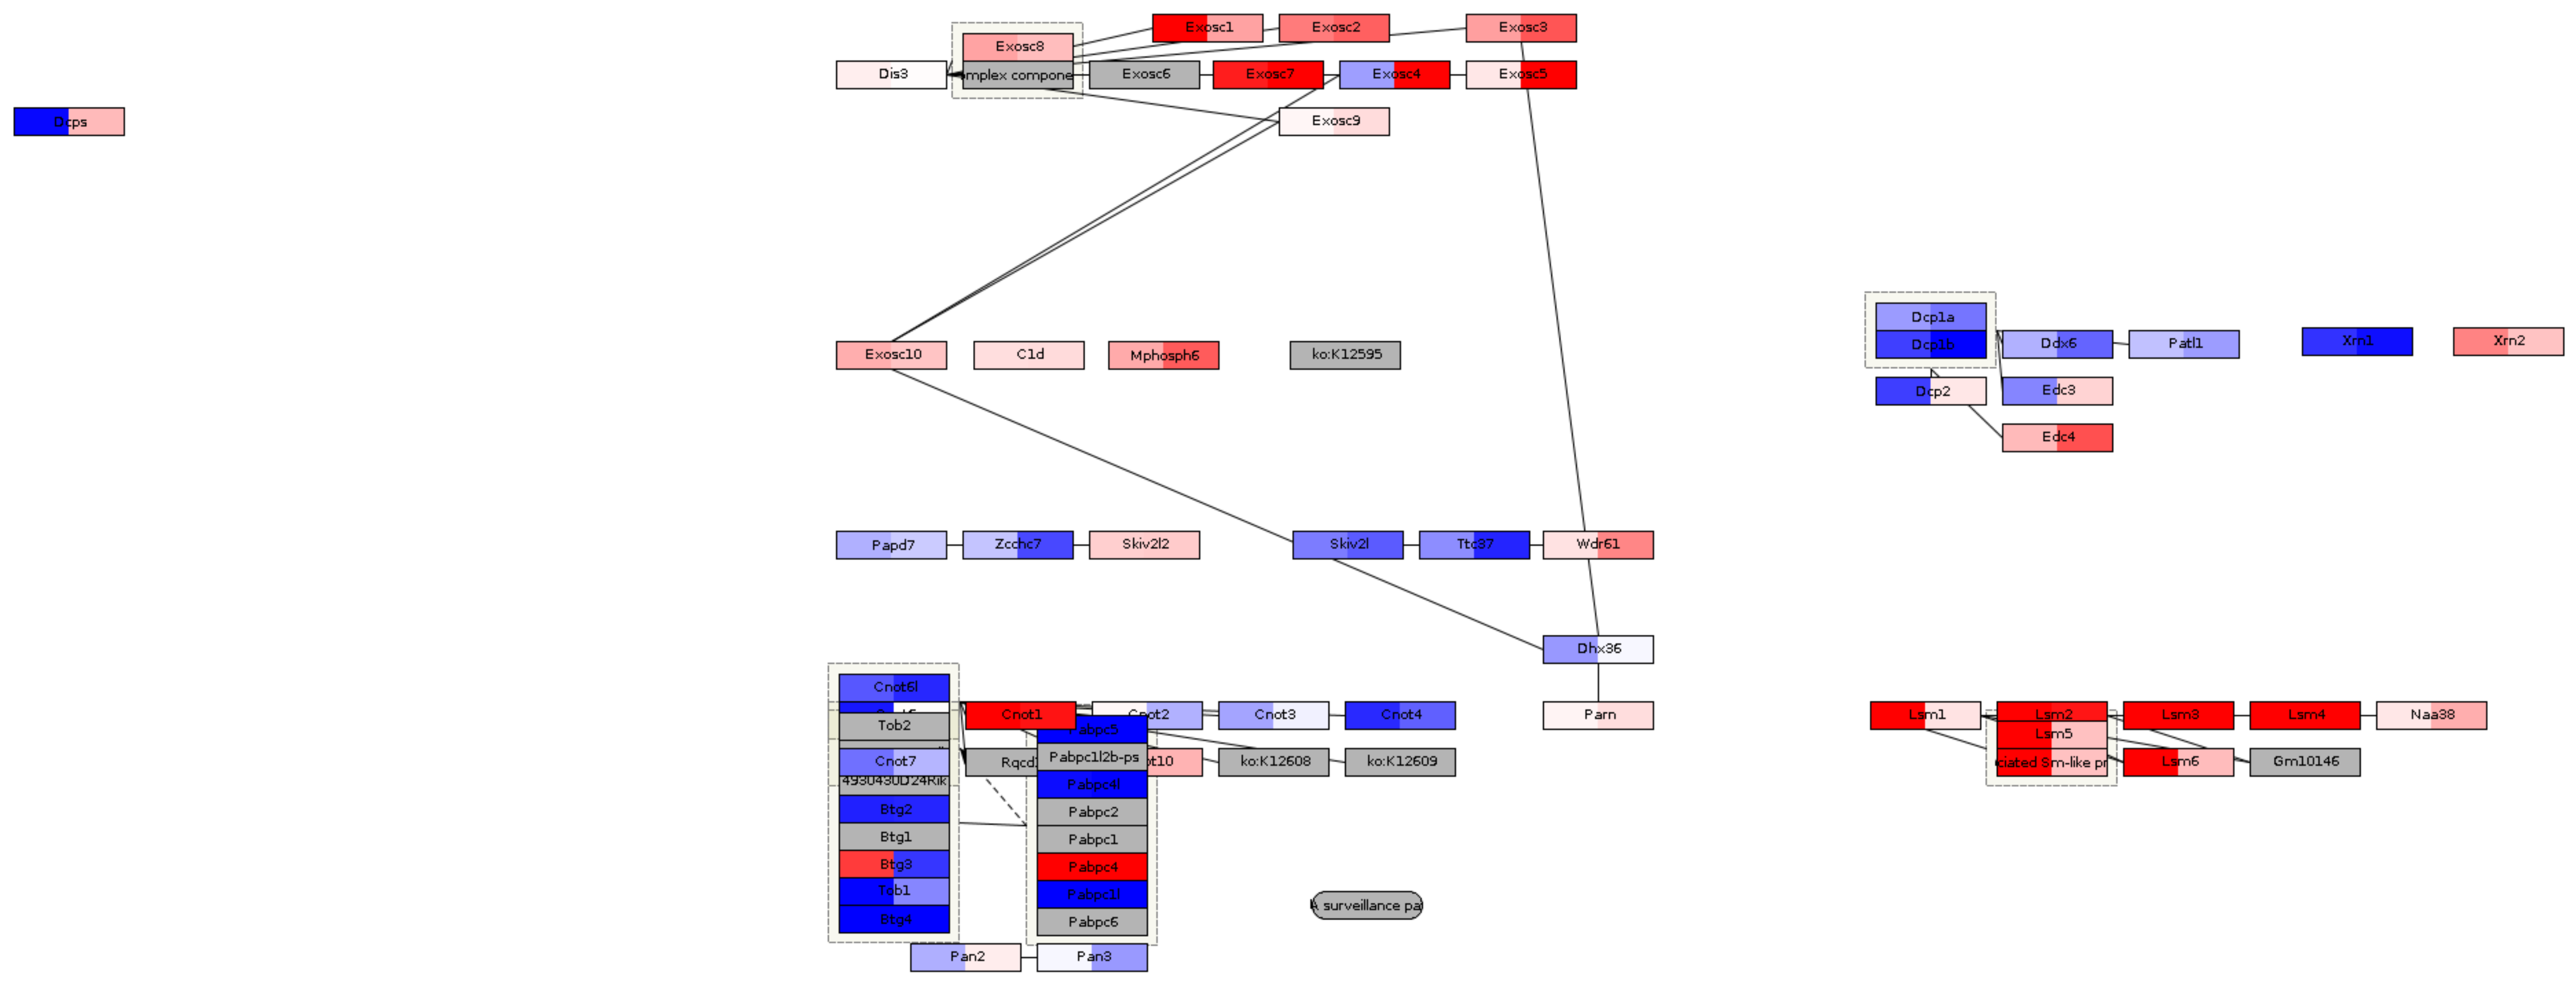 Exosc1
Exosc2
Exosc3
Exosc8
Dis3
omplex compone
Exosc6
Exosc7
Exosc4
Exosc5
Dcps
Exosc9
Dcp1a
Exosc10
C1d
Mphosph6
ko:K12595
Dcp1b
Ddx6
Patl1
Xrn1
Xrn2
Dcp2
Edc3
Edc4
Papd7
Zcchc7
Skiv2l2
Skiv2l
Ttc37
Wdr61
Dhx36
Cnot6l
Tob2
Cnot1
Cnot2
Cnot3
Cnot4
Parn
Lsm1
Lsm2
Lsm3
Lsm4
Naa38
Pabpc5
Lsm5
Cnot7
Rqcd
Pabpc1l2b-ps
ot10
ko:K12608
ko:K12609
ciated Sm-like pr
Lsm6
Gm10146
4930430D24Rik
Pabpc4l
Btg2
Pabpc2
Btg1
Pabpc1
Btg3
Pabpc4
Tob1
Pabpc1l
Btg4
Pabpc6
A surveillance pa
Pan2
Pan3